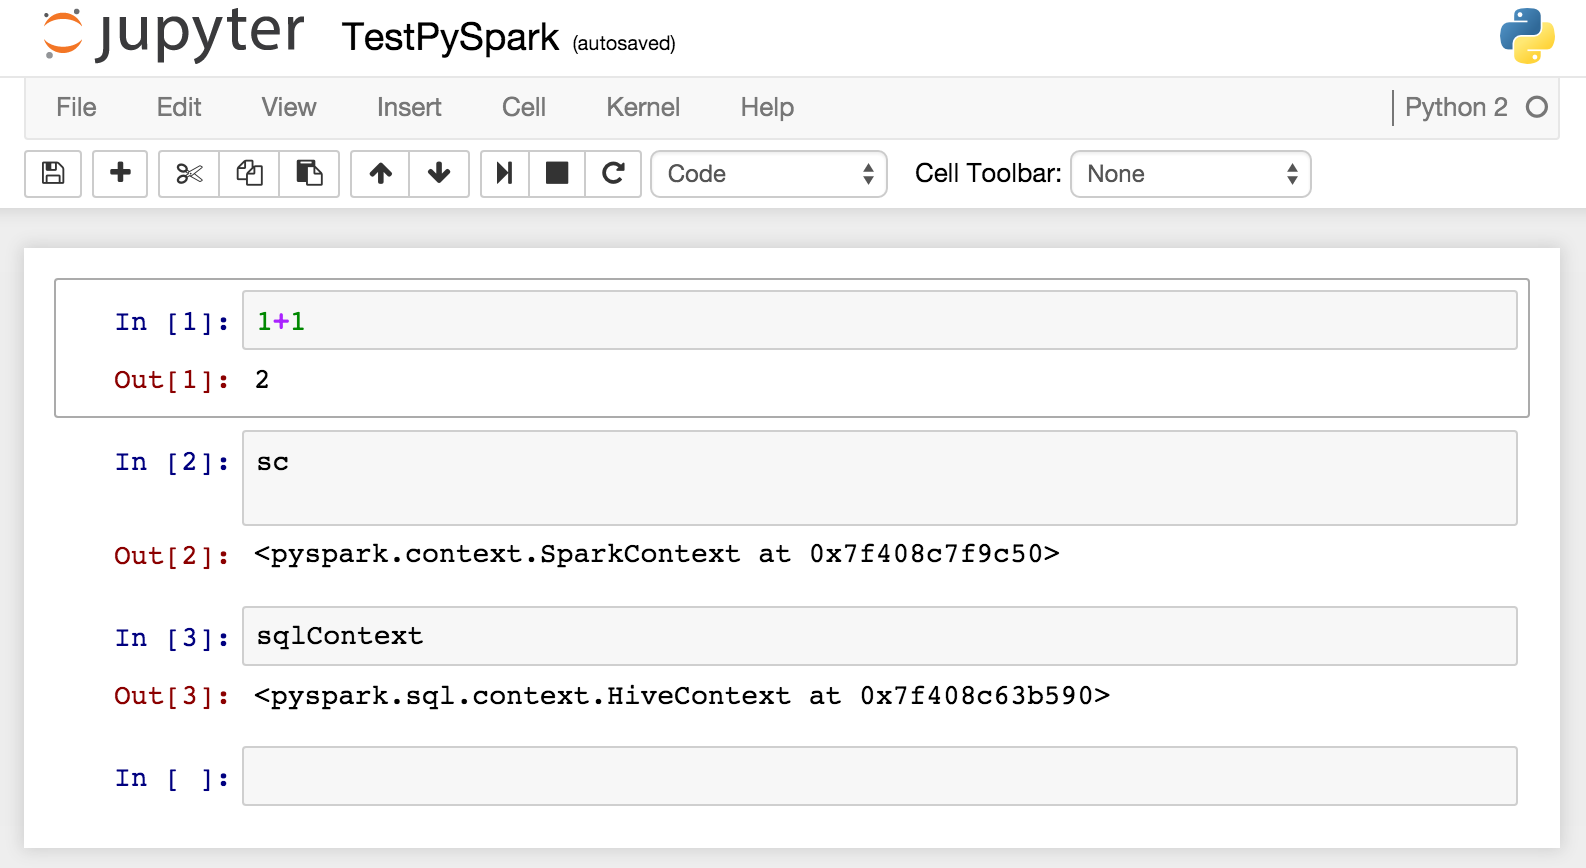 jupyter TestPySpark (autosaved)
File Edit View Insert Cell Kernel Help Python 2
Code Cell Toolbar: None
In [1]: 1+1
Out[1]: 2
In [2]: sc
Out[2]: <pyspark.context.SparkContext at 0x7f408c7f9c50>
In [3]: sqlContext
Out[3]: <pyspark.sql.context.HiveContext at 0x7f408c63b590>
In [ ]: